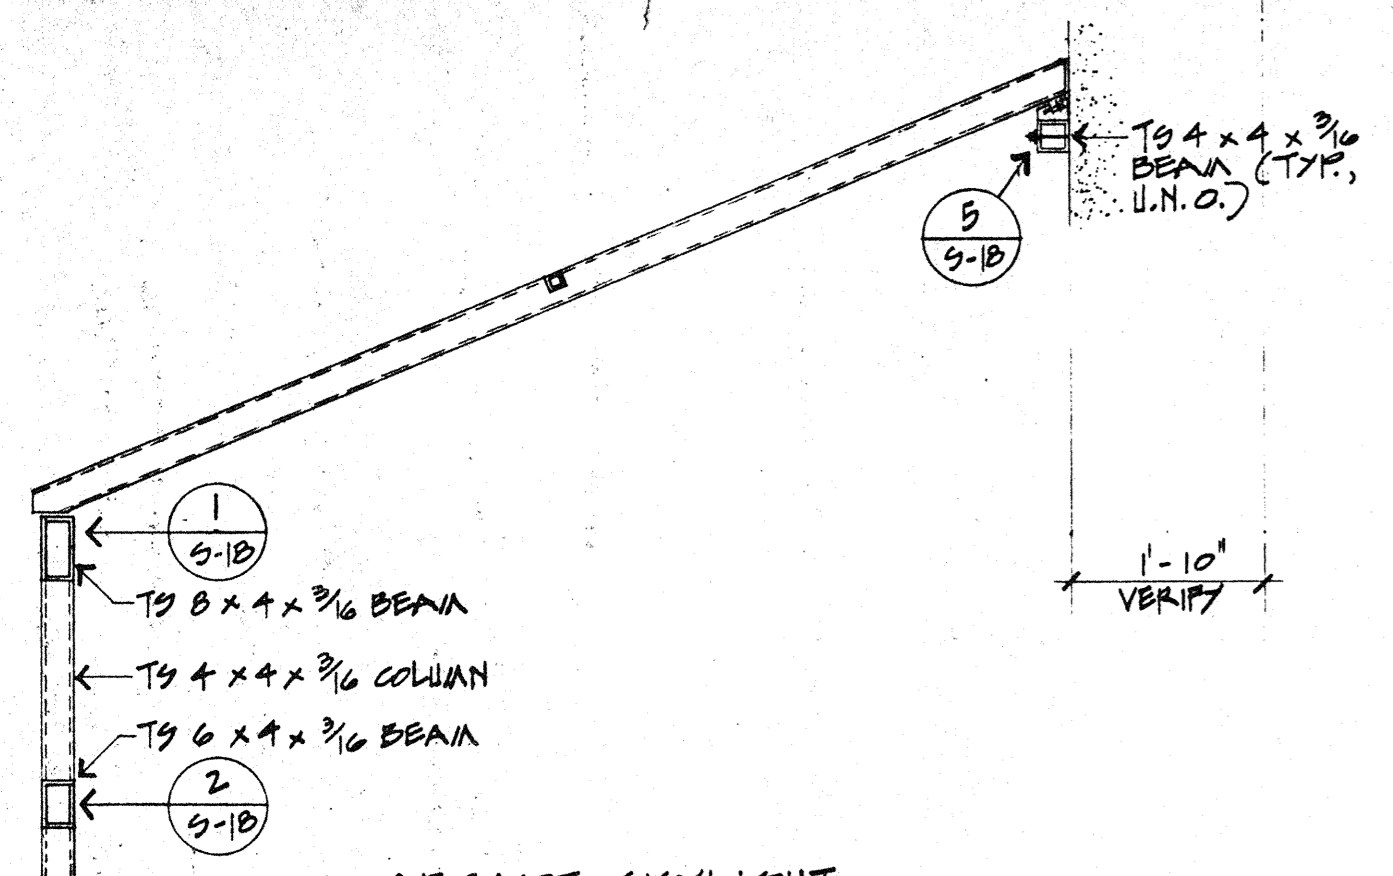 TS 4 x 4 x 3/16
BEAM (TYP.,
U.N.O.)
5
S-18
1
S-18
TS 8 x 4 x 3/16 BEAM
1'-10"
VERIFY
TS 4 x 4 x 3/16 COLUMN
TS 6 x 4 x 3/16 BEAM
2
S-18